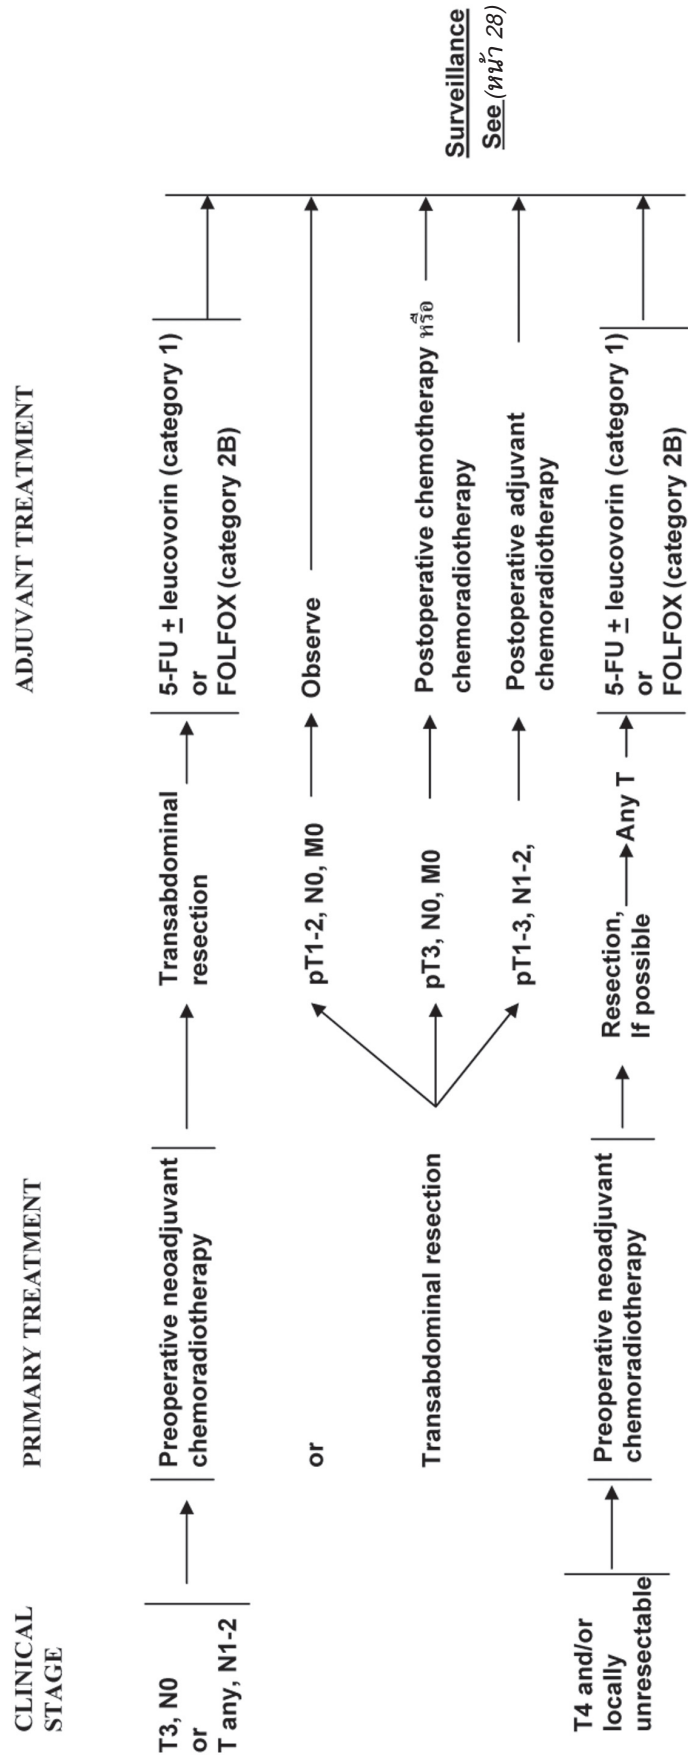 CLINICAL
STAGE
PRIMARY TREATMENT
ADJUVANT TREATMENT
T3, N0
or
T any, N1-2
Preoperative neoadjuvant
chemoradiotherapy
Transabdominal
resection
5-FU ± leucovorin (category 1)
or
FOLFOX (category 2B)
or
Transabdominal resection
pT1-2, N0, M0
Observe
pT3, N0, M0
Postoperative chemotherapy หรือ
chemoradiotherapy
pT1-3, N1-2,
Postoperative adjuvant
chemoradiotherapy
T4 and/or
locally
unresectable
Preoperative neoadjuvant
chemoradiotherapy
Resection,
If possible
Any T
5-FU ± leucovorin (category 1)
or
FOLFOX (category 2B)
Surveillance
See (หน้า 28)